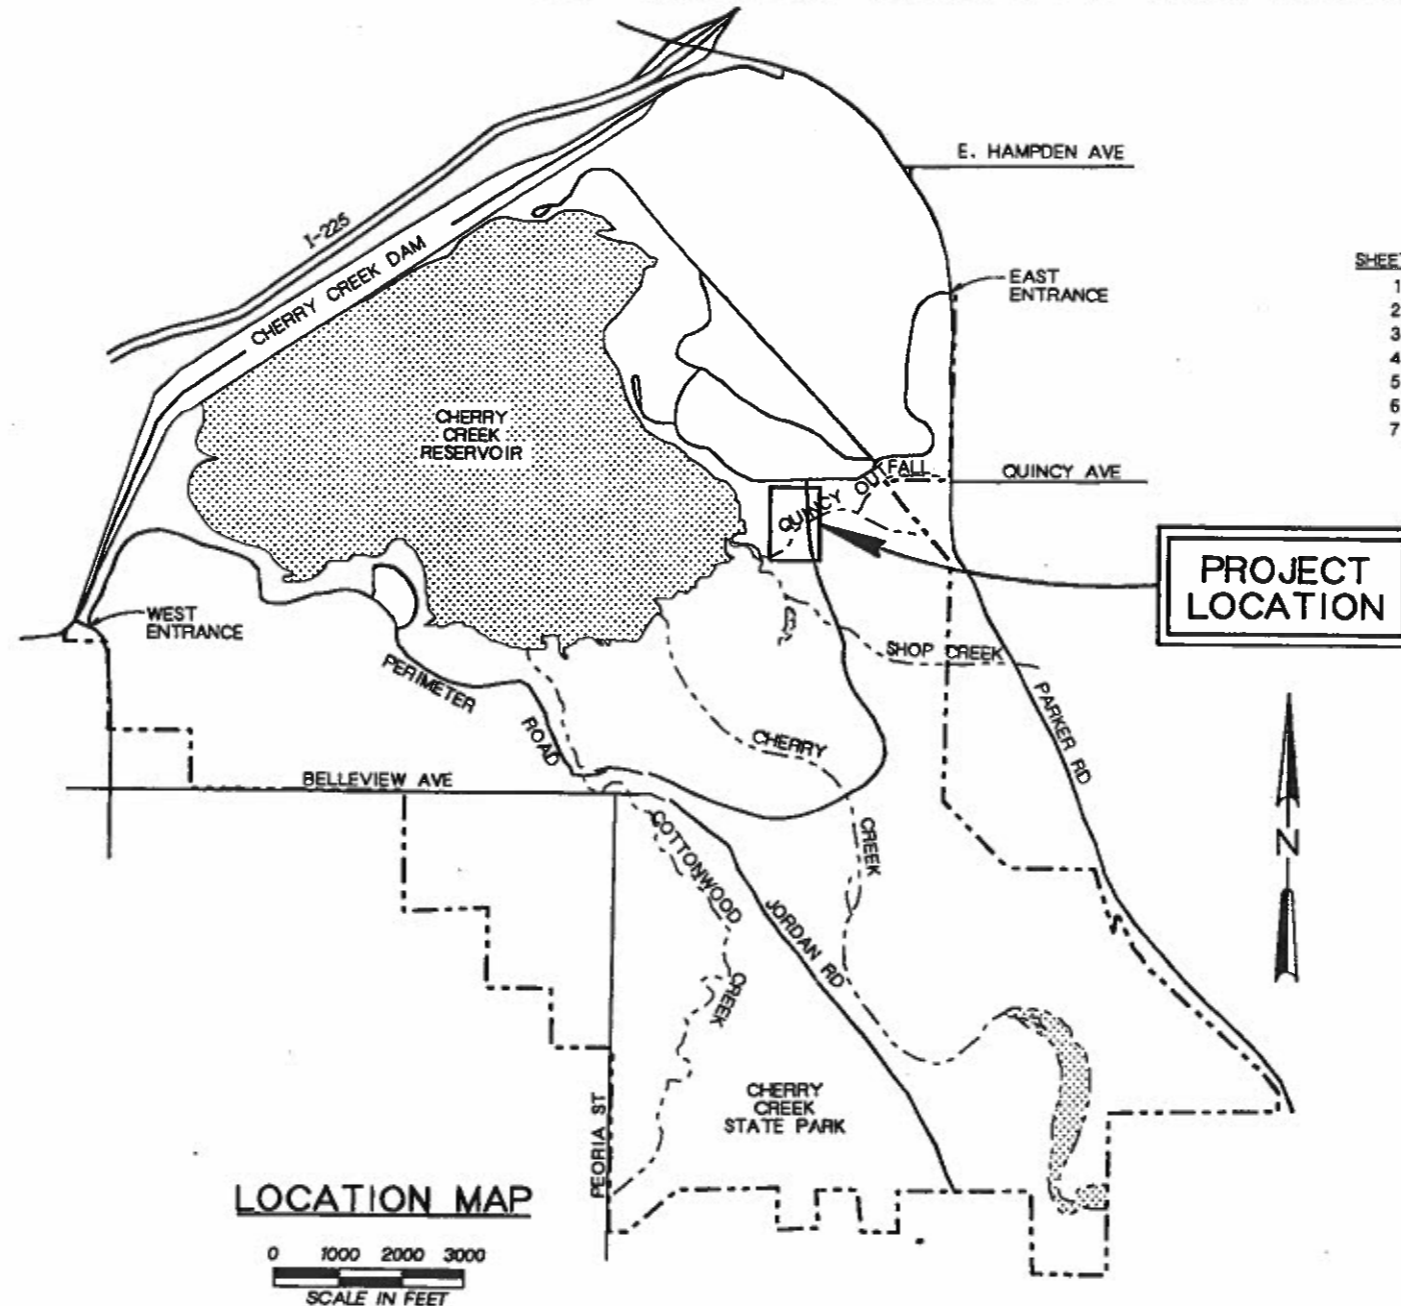 E. HAMPDEN AVE
I-225
CHERRY CREEK DAM
EAST
ENTRANCE
SHEET
1
2
3
4
5
6
7
CHERRY
CREEK
RESERVOIR
QUINCY AVE
QUINCY OUTFALL
PROJECT
LOCATION
WEST
ENTRANCE
SHOP CREEK
PERIMETER
ROAD
PARKER RD
CHERRY
CREEK
BELLEVIEW AVE
COTTONWOOD
CREEK
JORDAN RD
N
CHERRY
CREEK
STATE PARK
PEORIA ST
LOCATION MAP
0 1000 2000 3000
SCALE IN FEET